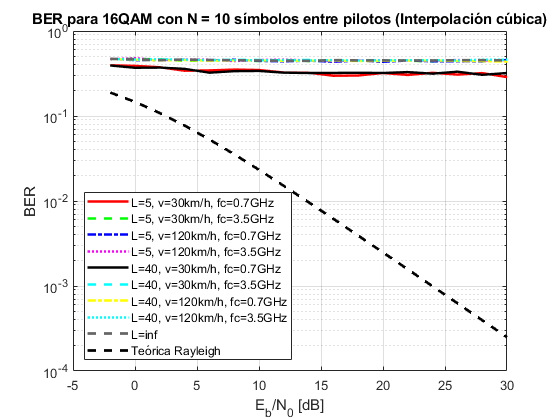 BER para 16QAM con N = 10 símbolos entre pilotos (Interpolación cúbica)
10^0
10^-1
10^-2
10^-3
10^-4
BER
L=5, v=30km/h, fc=0.7GHz
L=5, v=30km/h, fc=3.5GHz
L=5, v=120km/h, fc=0.7GHz
L=5, v=120km/h, fc=3.5GHz
L=40, v=30km/h, fc=0.7GHz
L=40, v=30km/h, fc=3.5GHz
L=40, v=120km/h, fc=0.7GHz
L=40, v=120km/h, fc=3.5GHz
L=inf
Teórica Rayleigh
-5 0 5 10 15 20 25 30
E_b/N_0 [dB]